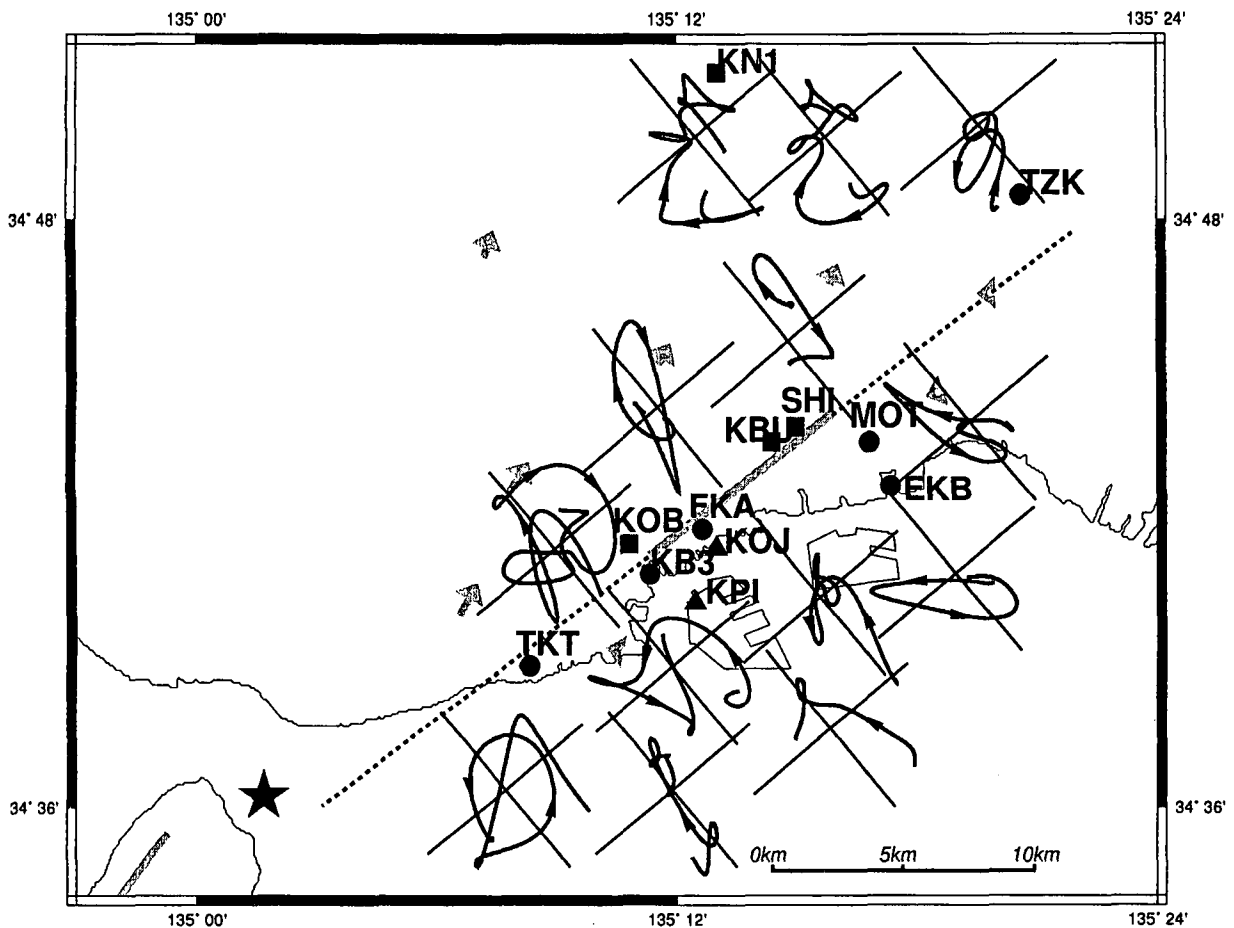 135° 00'
135° 12'
135° 24'
KN1
TZK
34° 48'
34° 48'
SHI
MOT
KBU
EKB
FKA
KOB
KOJ
KB3
KPI
TKT
34° 36'
34° 36'
0km
5km
10km
135° 00'
135° 12'
135° 24'